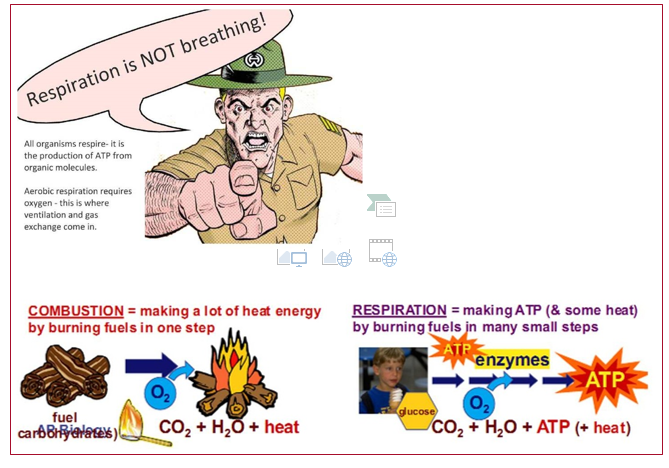 Respiration is NOT breathing!
All organisms respire- it is
the production of ATP from
organic molecules.
Aerobic respiration requires
oxygen - this is where
ventilation and gas
exchange come in.
COMBUSTION = making a lot of heat energy
by burning fuels in one step
O2
fuel
carbohydrates)
AP Biology
CO2 + H2O + heat
RESPIRATION = making ATP (& some heat)
by burning fuels in many small steps
ATP
enzymes
ATP
O2
glucose
CO2 + H2O + ATP (+ heat)